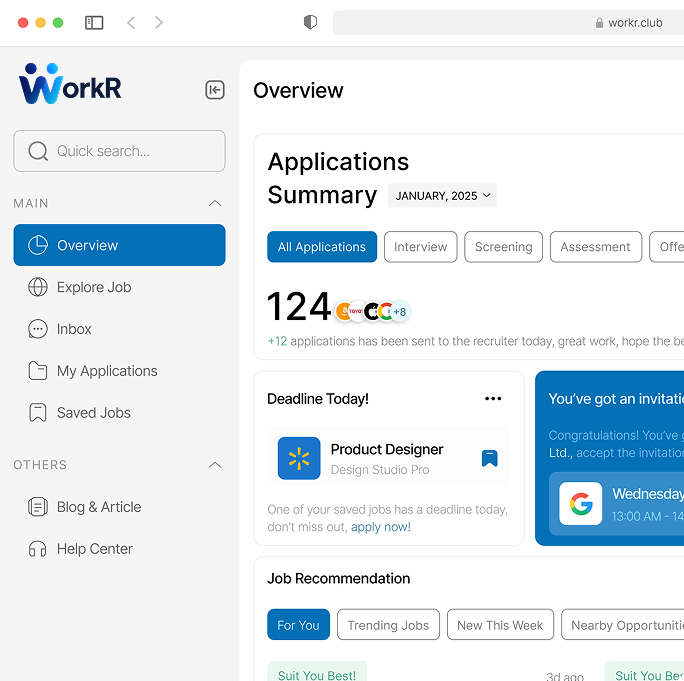 workr.club
WorkR
Overview
Quick search...
MAIN
Overview
Explore Job
Inbox
My Applications
Saved Jobs
OTHERS
Blog & Article
Help Center
Applications
Summary
JANUARY, 2025
All Applications
Interview
Screening
Assessment
Offe
124
+8
+12 applications has been sent to the recruiter today, great work, hope the be
Deadline Today!
Product Designer
Design Studio Pro
One of your saved jobs has a deadline today,
don't miss out, apply now!
You've got an invitati
Congratulations! You've g
Ltd., accept the invitation
Wednesday
13:00 AM - 14
Job Recommendation
For You
Trending Jobs
New This Week
Nearby Opportuniti
Suit You Best!
3d ago
Suit You Bes